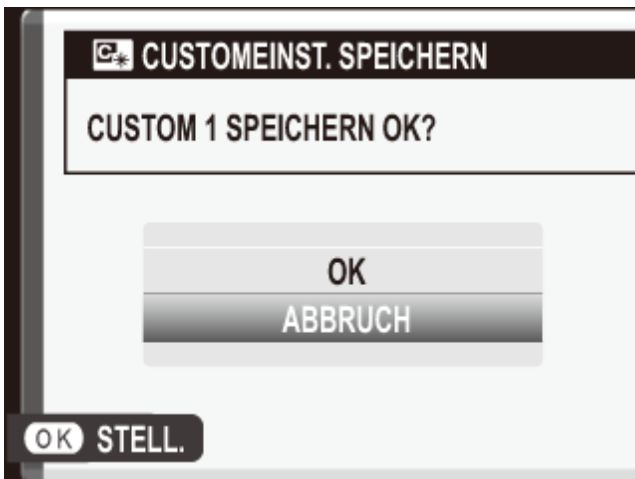 C* CUSTOMEINST. SPEICHERN
CUSTOM 1 SPEICHERN OK?
OK
ABBRUCH
OK STELL.